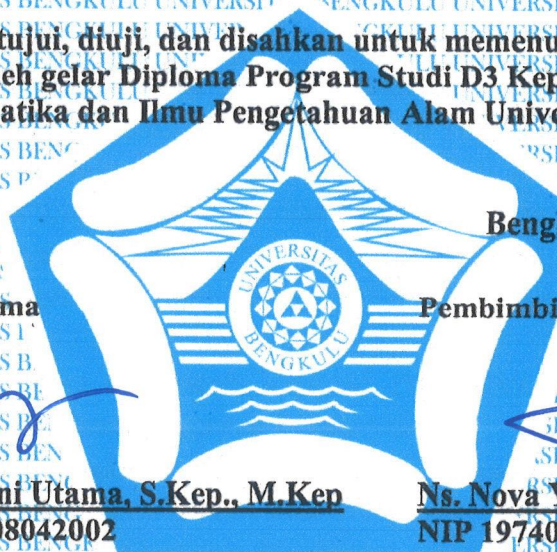 tujui, diuji, dan disahkan untuk memenu
eh gelar Diploma Program Studi D3 Kep
atika dan Ilmu Pengetahuan Alam Unive
Beng
ma
Pembimbi
UNIVERSITAS
BENGKULU
ni Utama, S.Kep., M.Kep
Ns. Nova
08042002
NIP 19740